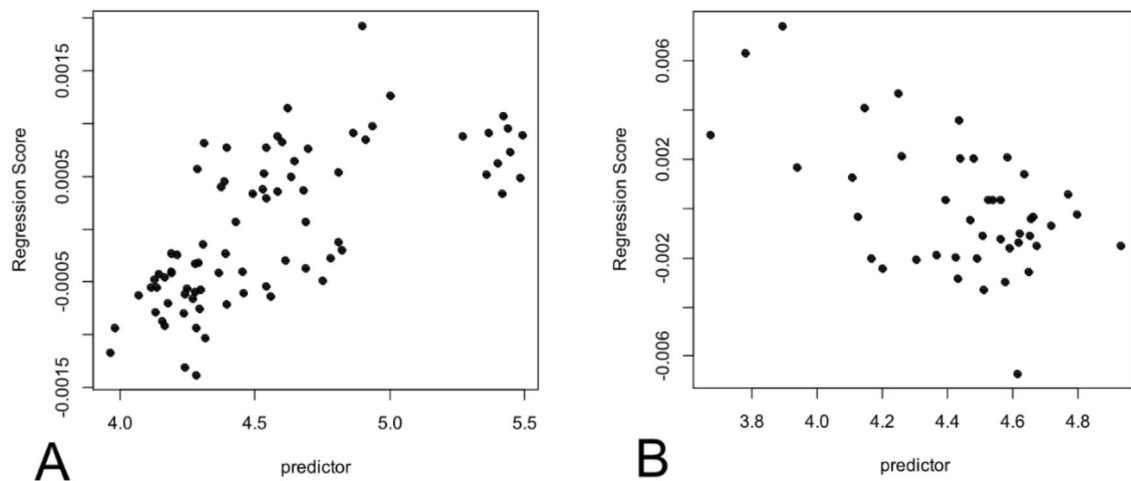 0.0015
0.0005
-0.0005
-0.0015
Regression Score
4.0 4.5 5.0 5.5
predictor
A
0.006
0.002
-0.002
-0.006
Regression Score
3.8 4.0 4.2 4.4 4.6 4.8
predictor
B